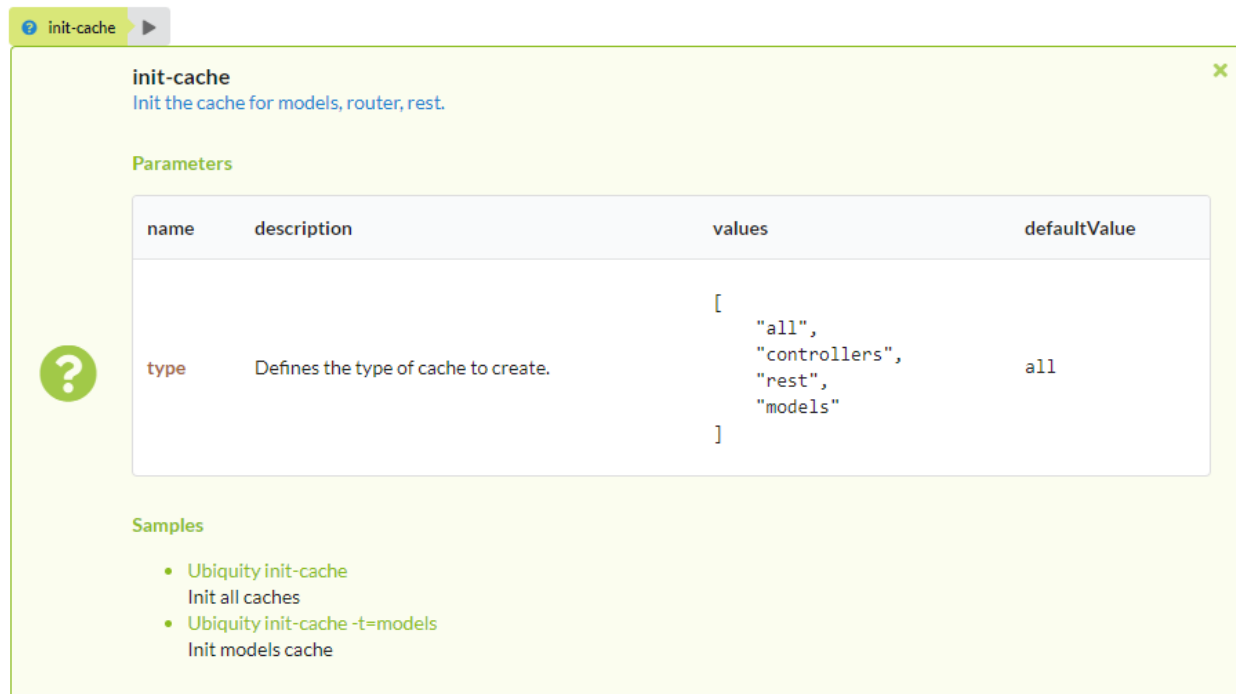 init-cache
init-cache
Init the cache for models, router, rest.
Parameters
name description values defaultValue
[
"all",
"controllers",
type Defines the type of cache to create. "rest", all
"models"
]
Samples
Ubiquity init-cache
Init all caches
Ubiquity init-cache -t=models
Init models cache